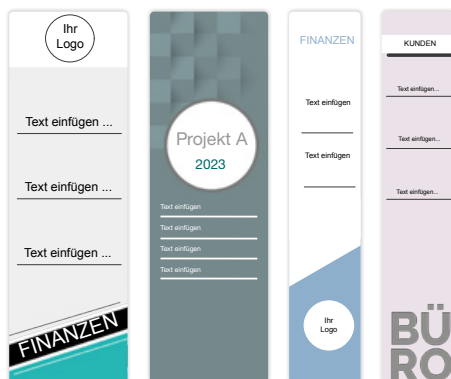 Ihr
Logo
Text einfügen ...
Text einfügen ...
Text einfügen ...
FINANZEN
Projekt A
2023
Text einfügen
Text einfügen
Text einfügen
Text einfügen
FINANZEN
Text einfügen
Text einfügen
Ihr
Logo
KUNDEN
Text einfügen...
Text einfügen...
Text einfügen...
BÜ
RO